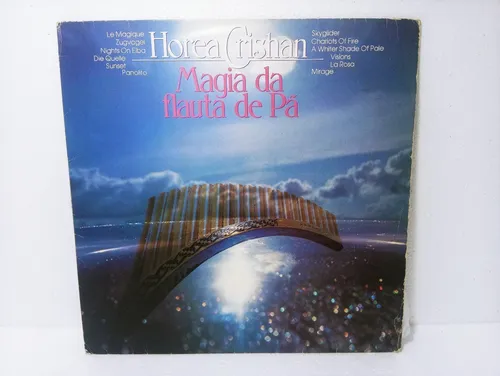 Le Magique
Zugvögel
Nights On Elba
Die Quelle
Sunset
Panolito
Horea Crishan
Skyglider
Chariots Of Fire
A Whiter Shade Of Pale
Visions
La Rosa
Mirage
Magia da
flauta de Pã